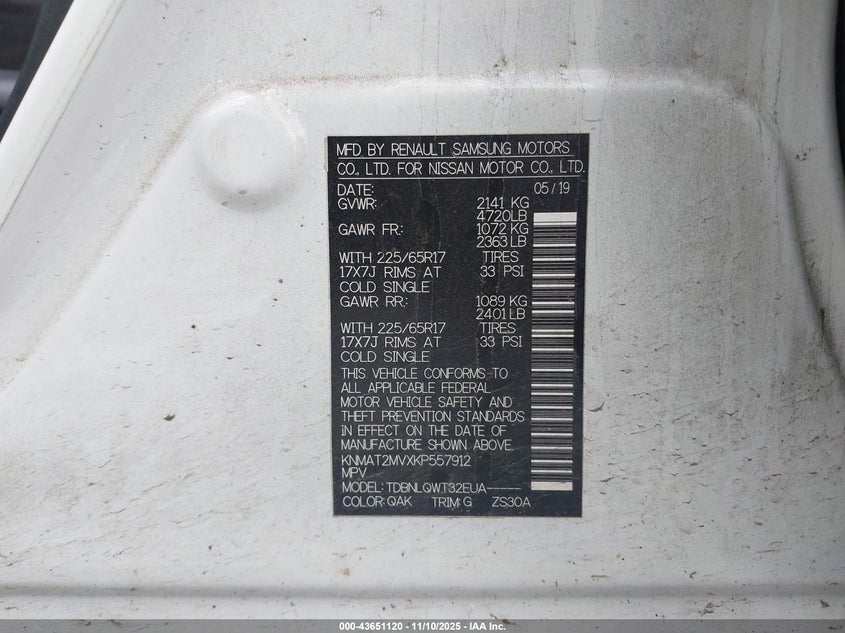 MFD BY RENAULT SAMSUNG MOTORS
CO., LTD. FOR NISSAN MOTOR CO., LTD.
DATE: 05/19
GVWR: 2141 KG
4720LB
GAWR FR.: 1072 KG
2363 LB
WITH 225/65R17 TIRES
17X7J RIMS AT 33 PSI
COLD SINGLE
GAWR RR.: 1089 KG
2401 LB
WITH 225/65R17 TIRES
17X7J RIMS AT 33 PSI
COLD SINGLE
THIS VEHICLE CONFORMS TO
ALL APPLICABLE FEDERAL
MOTOR VEHICLE SAFETY AND
THEFT PREVENTION STANDARDS
IN EFFECT ON THE DATE OF
MANUFACTURE SHOWN ABOVE.
KNMAT2MVXKP557912
MPV
MODEL: TDBNLQWT32EUA-----
COLOR: QAK TRIM: G ZS30A
000-43651120 - 11/10/2025 - IAA Inc.